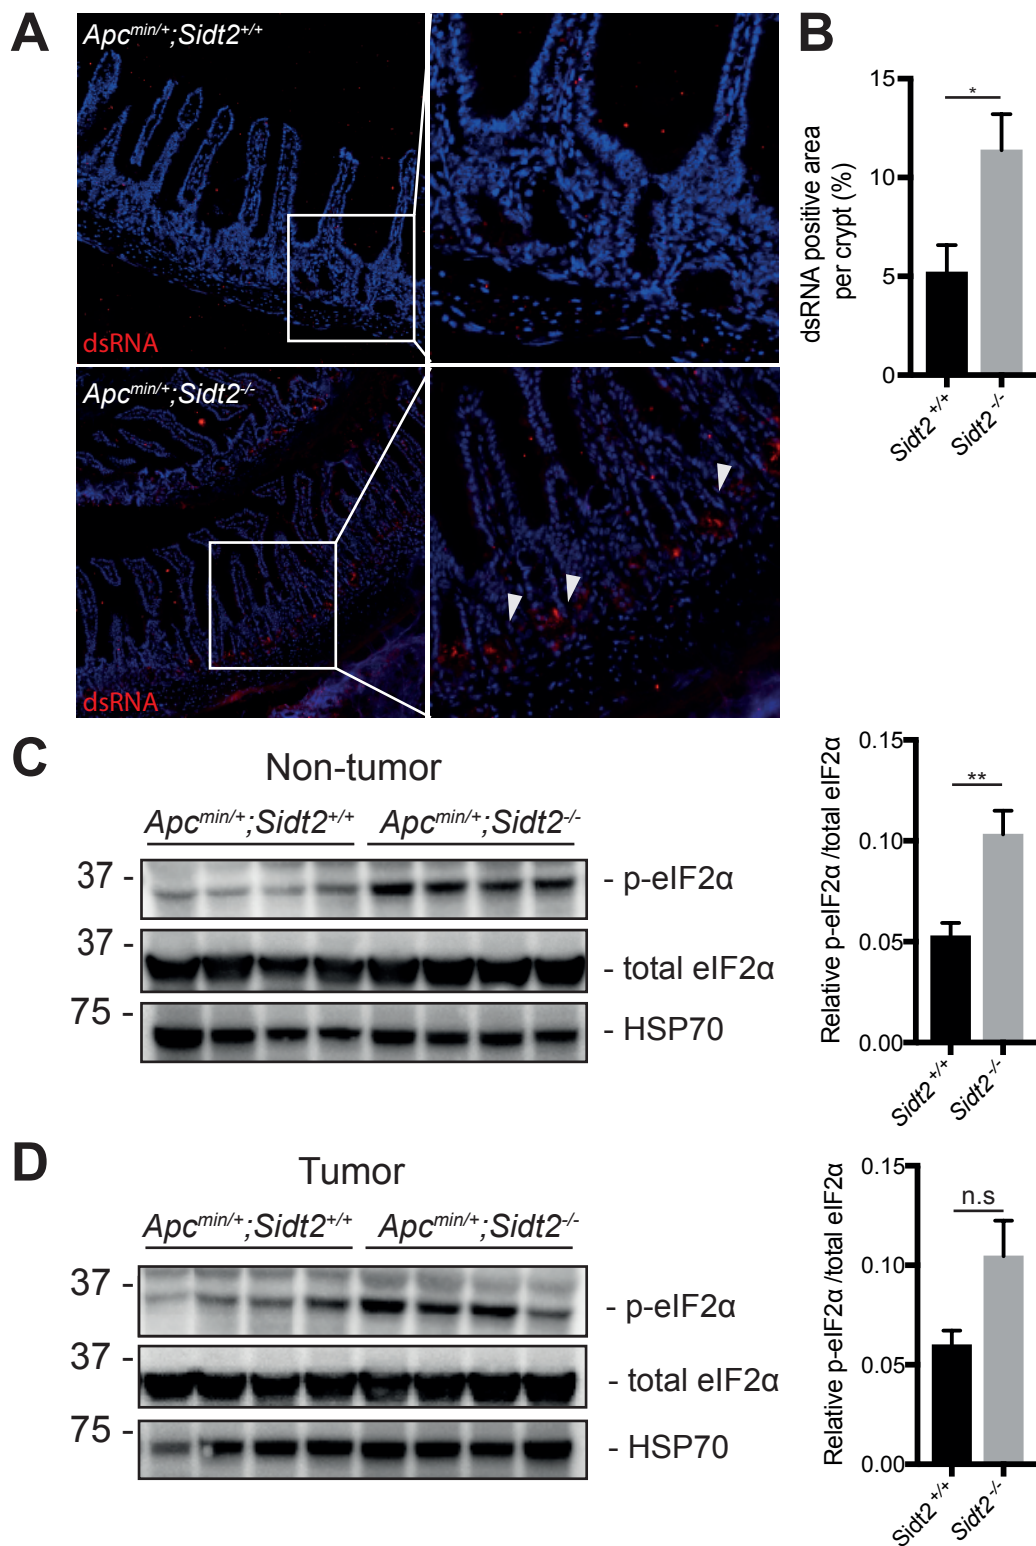 A
Apcmin/+;Sidt2+/+
dsRNA
Apcmin/+;Sidt2-/-
dsRNA
B
dsRNA positive area
per crypt (%)
15
10
5
0
*
Sidt2+/+
Sidt2-/-
C
Non-tumor
Apcmin/+;Sidt2+/+
Apcmin/+;Sidt2-/-
37 -
- p-eIF2α
37 -
- total eIF2α
75 -
- HSP70
Relative p-eIF2α/total eIF2α
0.15
0.10
0.05
0.00
**
Sidt2+/+
Sidt2-/-
D
Tumor
Apcmin/+;Sidt2+/+
Apcmin/+;Sidt2-/-
37 -
- p-eIF2α
37 -
- total eIF2α
75 -
- HSP70
Relative p-eIF2α/total eIF2α
0.15
0.10
0.05
0.00
n.s
Sidt2+/+
Sidt2-/-